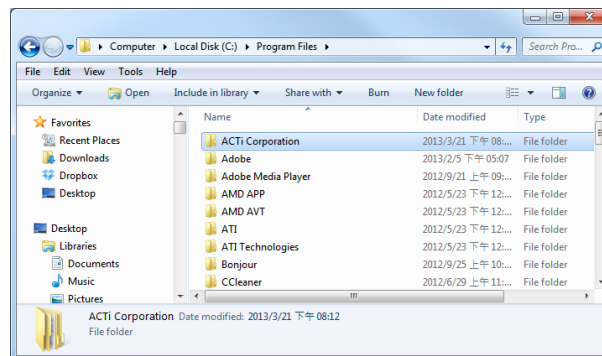 Computer ▸ Local Disk (C:) ▸ Program Files ▸
Search Pro...
File Edit View Tools Help
Organize ▾ Open Include in library ▾ Share with ▾ Burn New folder
Favorites
Recent Places
Downloads
Dropbox
Desktop
Desktop
Libraries
Documents
Music
Pictures
Name Date modified Type
ACTi Corporation 2013/3/21 下午 08:... File folder
Adobe 2013/2/5 下午 05:07 File folder
Adobe Media Player 2012/9/21 上午 09:... File folder
AMD APP 2012/5/23 下午 12:... File folder
AMD AVT 2012/5/23 下午 12:... File folder
ATI 2012/5/23 下午 12:... File folder
ATI Technologies 2012/5/23 下午 12:... File folder
Bonjour 2012/9/25 上午 10:... File folder
CCleaner 2012/6/29 上午 11:... File folder
ACTi Corporation Date modified: 2013/3/21 下午 08:12
File folder